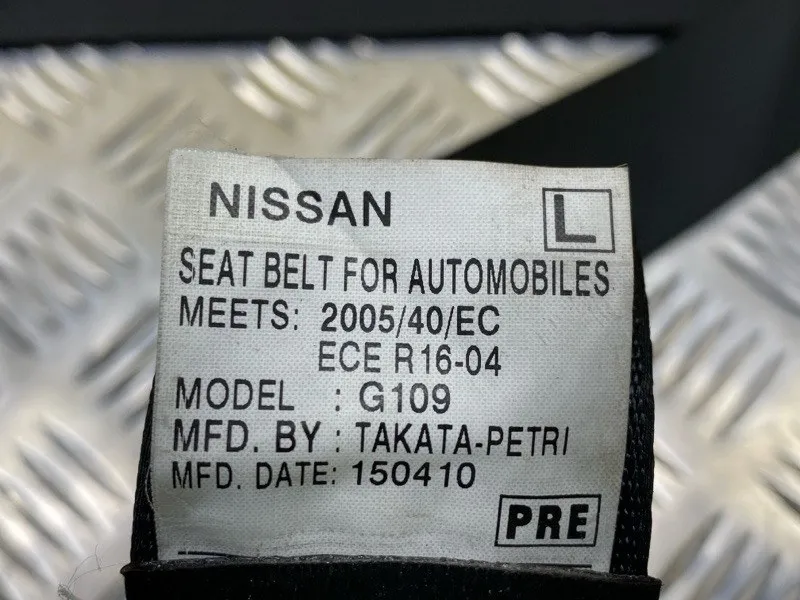 NISSAN L
SEAT BELT FOR AUTOMOBILES
MEETS: 2005/40/EC
ECE R16-04
MODEL : G109
MFD. BY : TAKATA-PETRI
MFD. DATE: 150410
PRE